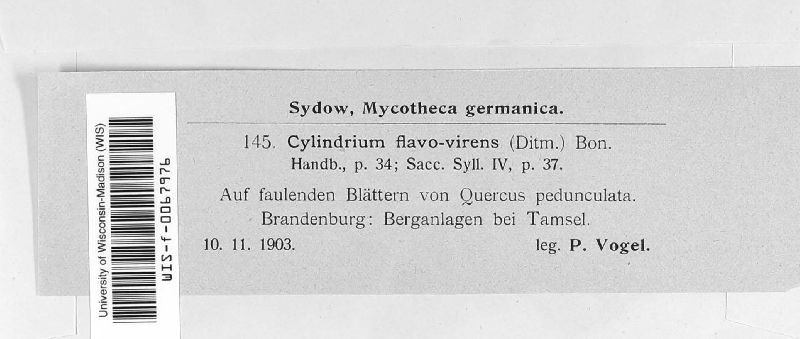 Sydow, Mycotheca germanica.
145. Cylindrium flavo-virens (Ditm.) Bon.
Handb., p. 34; Sacc. Syll. IV, p. 37.
Auf faulenden Blättern von Quercus pedunculata.
Brandenburg: Berganlagen bei Tamsel.
10. 11. 1903. leg. P. Vogel.
University of Wisconsin-Madison (WIS)
WIS-f-0067976